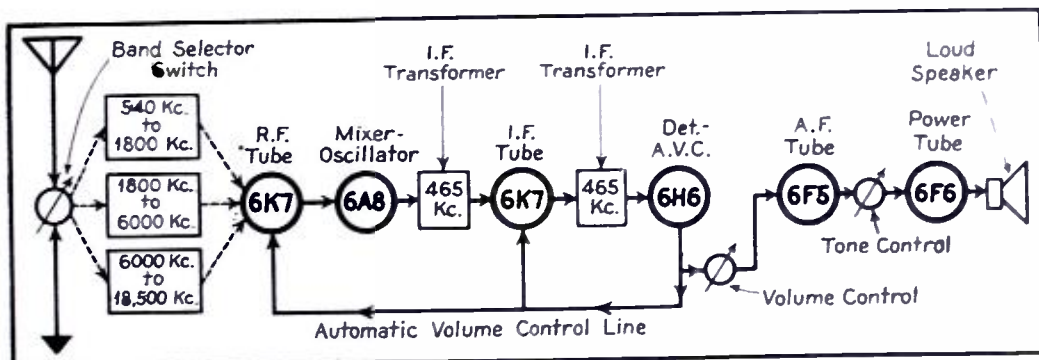 Band Selector
Switch
540 Kc.
to
1800 Kc.
1800 Kc.
to
6000 Kc.
6000 Kc.
to
18,500 Kc.
R.F.
Tube
6K7
Mixer-
Oscillator
6A8
I.F.
Transformer
465
Kc.
I.F.
Tube
6K7
I.F.
Transformer
465
Kc.
Det.-
A.V.C.
6H6
A.F.
Tube
6F5
Power
Tube
6F6
Loud
Speaker
Tone Control
Volume Control
Automatic Volume Control Line